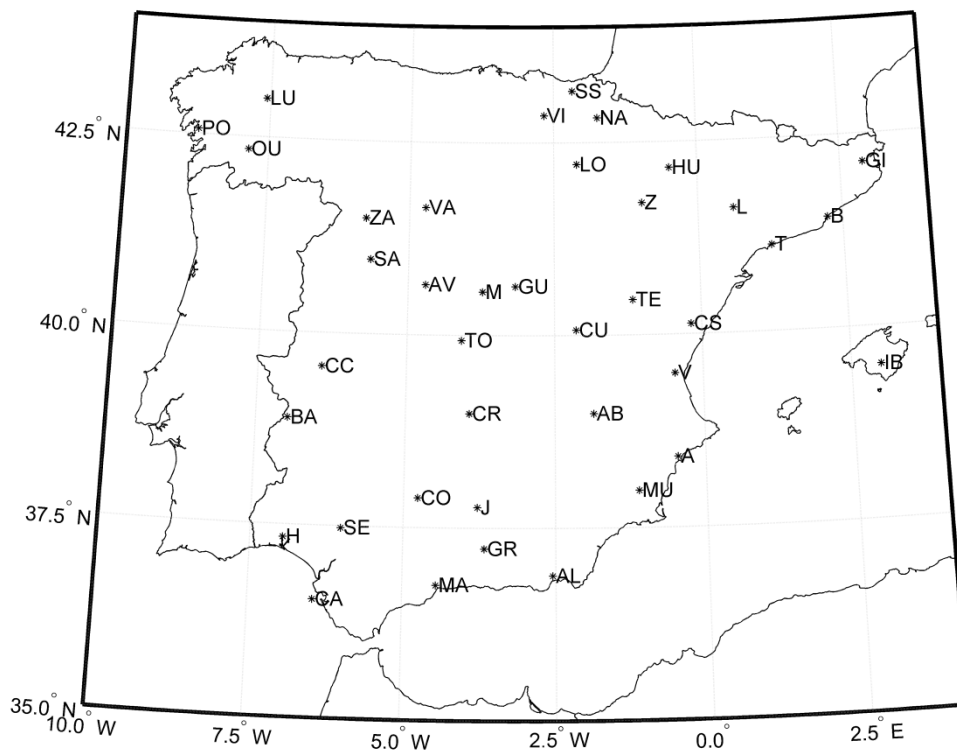 SS
LU
VI
NA
42.5° N
PO
OU
GI
LO
HU
Z
L
VA
ZA
B
T
SA
AV
M
GU
TE
40.0° N
CS
CU
TO
CC
IB
V
BA
CR
AB
A
MU
CO
J
37.5° N
SE
H
GR
AL
MA
CA
35.0° N
10.0° W
7.5° W
5.0° W
2.5° W
0.0°
2.5° E